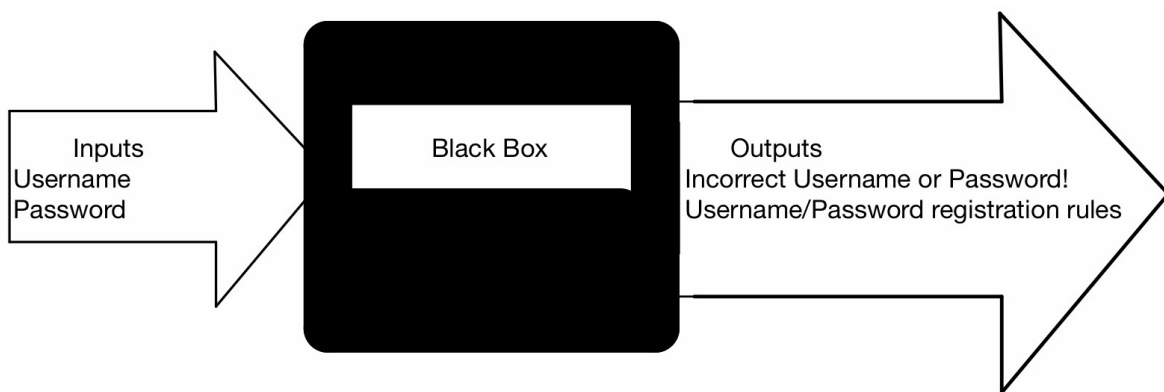 Inputs
Username
Password
Black Box
Outputs
Incorrect Username or Password!
Username/Password registration rules